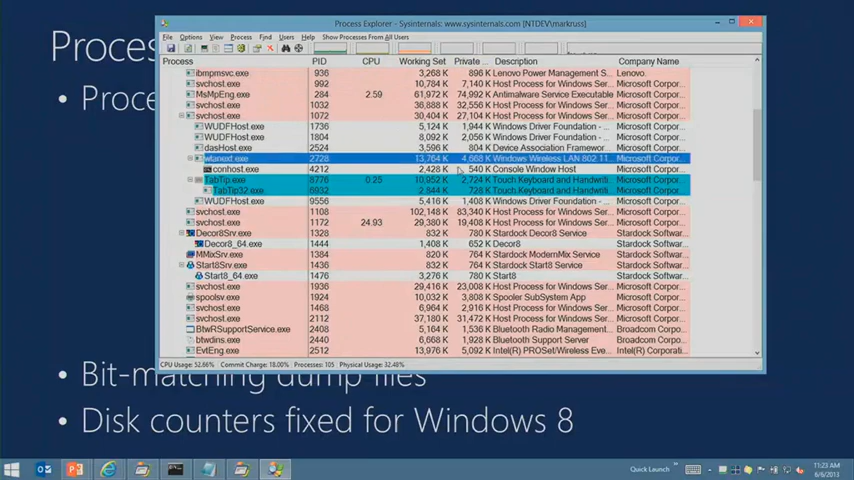 Process Explorer - Sysinternals: www.sysinternals.com [NTDEV\markruss]
File Options View Process Find Users Help Show Processes From All Users
Process PID CPU Working Set Private ... Description Company Name
ibmpmsvc.exe 936 3,268 K 896 K Lenovo Power Management S... Lenovo.
svchost.exe 992 10,784 K 7,140 K Host Process for Windows Ser... Microsoft Corpor...
MsMpEng.exe 284 2.59 61,972 K 74,992 K Antimalware Service Executable Microsoft Corpor...
svchost.exe 1032 36,888 K 32,556 K Host Process for Windows Ser... Microsoft Corpor...
svchost.exe 1072 30,404 K 27,104 K Host Process for Windows Ser... Microsoft Corpor...
WUDFHost.exe 1736 5,124 K 1,944 K Windows Driver Foundation - ... Microsoft Corpor...
WUDFHost.exe 1804 8,092 K 2,056 K Windows Driver Foundation - ... Microsoft Corpor...
dasHost.exe 2444 3,596 K 804 K Device Association Framewor... Microsoft Corpor...
wlanext.exe 2728 13,764 K 4,668 K Windows Wireless LAN 802.11... Microsoft Corpor...
conhost.exe 4212 2,428 K 540 K Console Window Host Microsoft Corpor...
TabTip.exe 8776 0.25 10,952 K 2,724 K Touch Keyboard and Handwriti... Microsoft Corpor...
TabTip32.exe 6932 2,844 K 728 K Touch Keyboard and Handwriti... Microsoft Corpor...
WUDFHost.exe 9556 5,416 K 1,408 K Windows Driver Foundation - ... Microsoft Corpor...
svchost.exe 1108 102,148 K 83,340 K Host Process for Windows Ser... Microsoft Corpor...
svchost.exe 1172 24.93 29,380 K 19,408 K Host Process for Windows Ser... Microsoft Corpor...
Decor8Srv.exe 1328 832 K 780 K Stardock Decor8 Service Stardock Softwar...
Decor8_64.exe 1444 1,408 K 652 K Decor8 Stardock Softwar...
MMixSrv.exe 1384 820 K 764 K Stardock ModernMix Service Stardock Softwar...
Start8Srv.exe 1436 832 K 764 K Stardock Start8 Service Stardock Softwar...
Start8_64.exe 1476 3,276 K 780 K Start8 Stardock Softwar...
svchost.exe 1936 29,416 K 23,008 K Host Process for Windows Ser... Microsoft Corpor...
spoolsv.exe 1924 10,032 K 3,808 K Spooler SubSystem App Microsoft Corpor...
svchost.exe 1468 6,964 K 2,916 K Host Process for Windows Ser... Microsoft Corpor...
svchost.exe 2112 37,180 K 31,472 K Host Process for Windows Ser... Microsoft Corpor...
BtwRSupportService.exe 2408 5,164 K 1,536 K Bluetooth Radio Management... Broadcom Corpor...
btwdins.exe 2440 6,668 K 1,928 K Bluetooth Support Server Broadcom Corpor...
EvtEng.exe 2512 13,976 K 5,092 K Intel(R) PROSet/Wireless Eve... Intel(R) Corporati...
CPU Usage: 52.66% Commit Charge: 18.00% Processes: 105 Physical Usage: 32.48%
Proces
• Proce
• Bit-matching dump files
• Disk counters fixed for Windows 8
Quick Launch
11:23 AM
6/6/2013